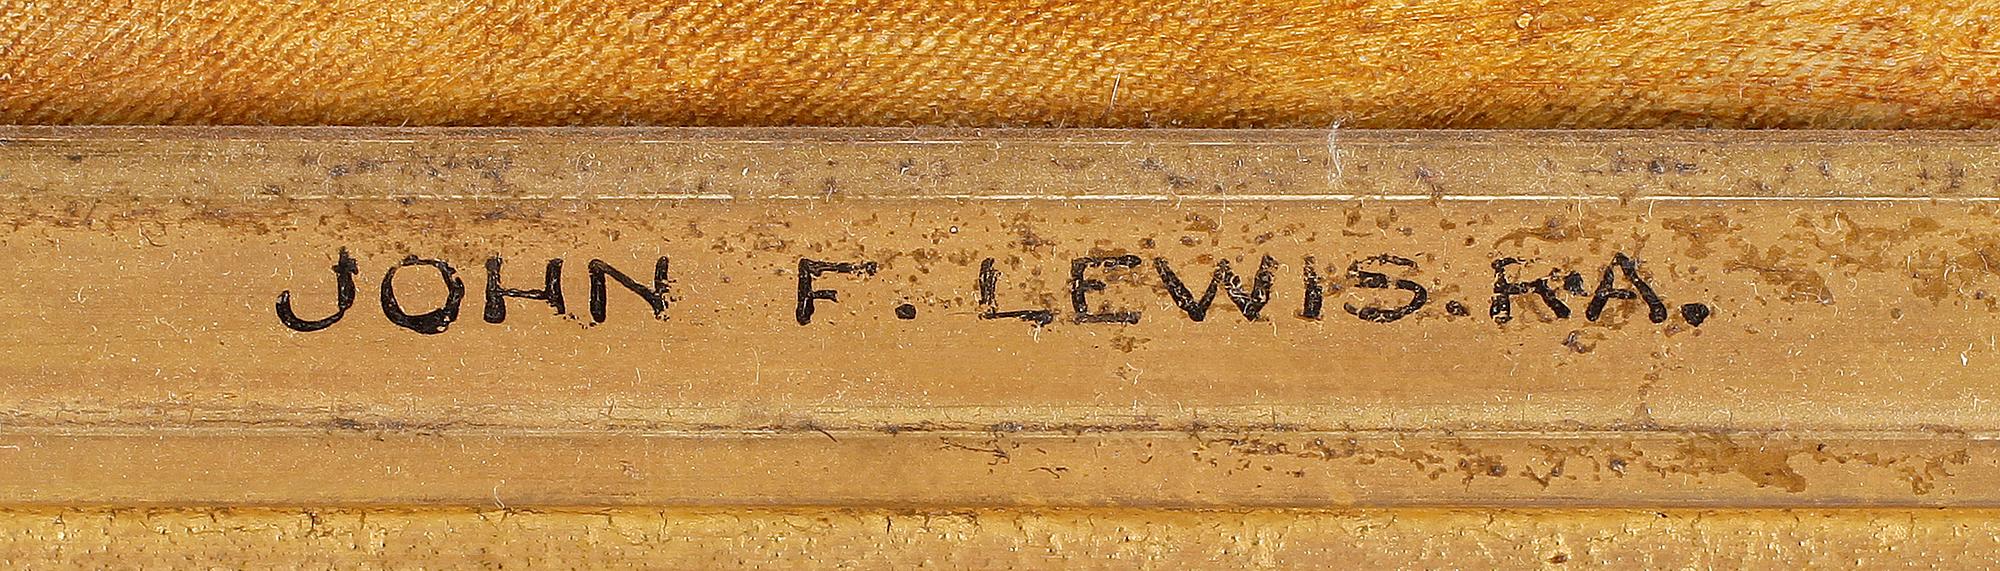 JOHN F. LEWIS. R.A.